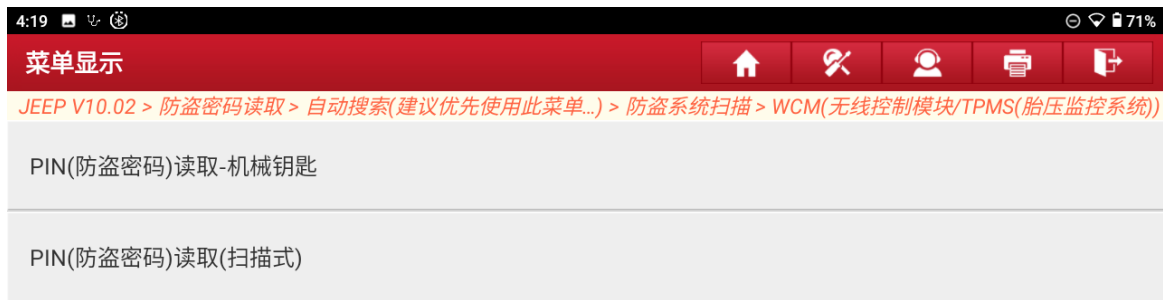 4:19 71%
菜单显示
JEEP V10.02 > 防盗密码读取 > 自动搜索(建议优先使用此菜单...) > 防盗系统扫描 > WCM(无线控制模块/TPMS(胎压监控系统))
PIN(防盗密码)读取-机械钥匙
PIN(防盗密码)读取(扫描式)